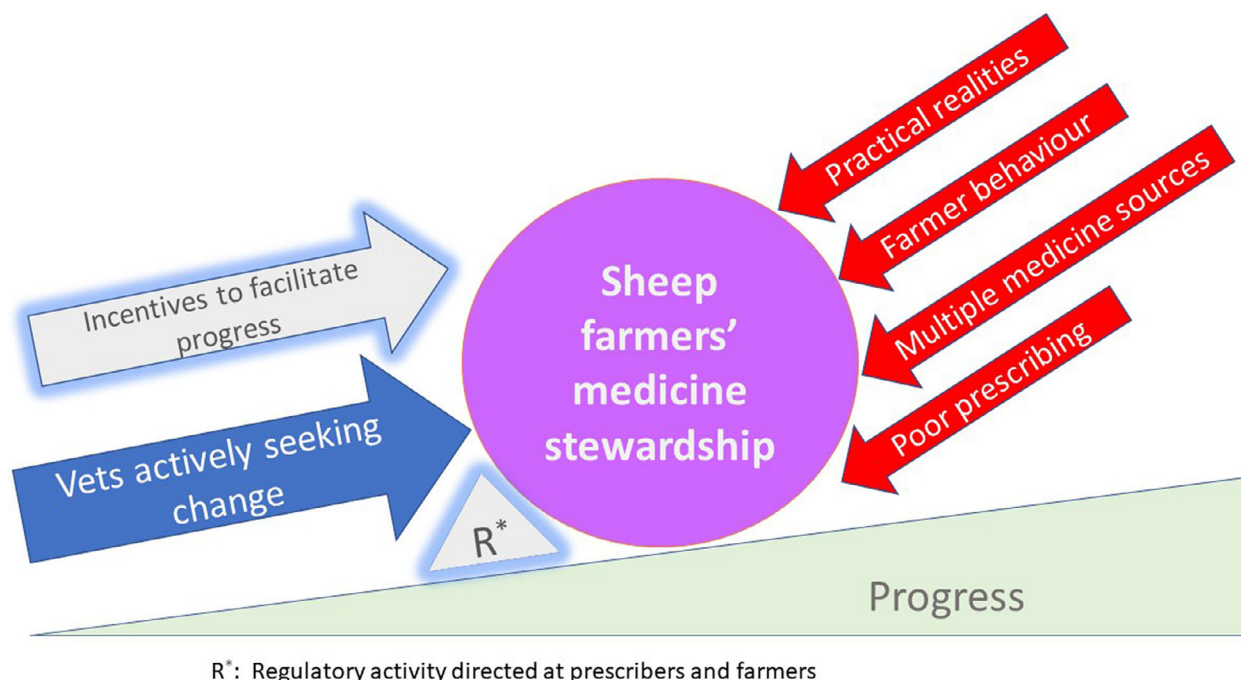 Practical realities
Farmer behaviour
Multiple medicine sources
Poor prescribing
Incentives to facilitate
progress
Vets actively seeking
change
Sheep
farmers’
medicine
stewardship
R*
Progress
R*: Regulatory activity directed at prescribers and farmers